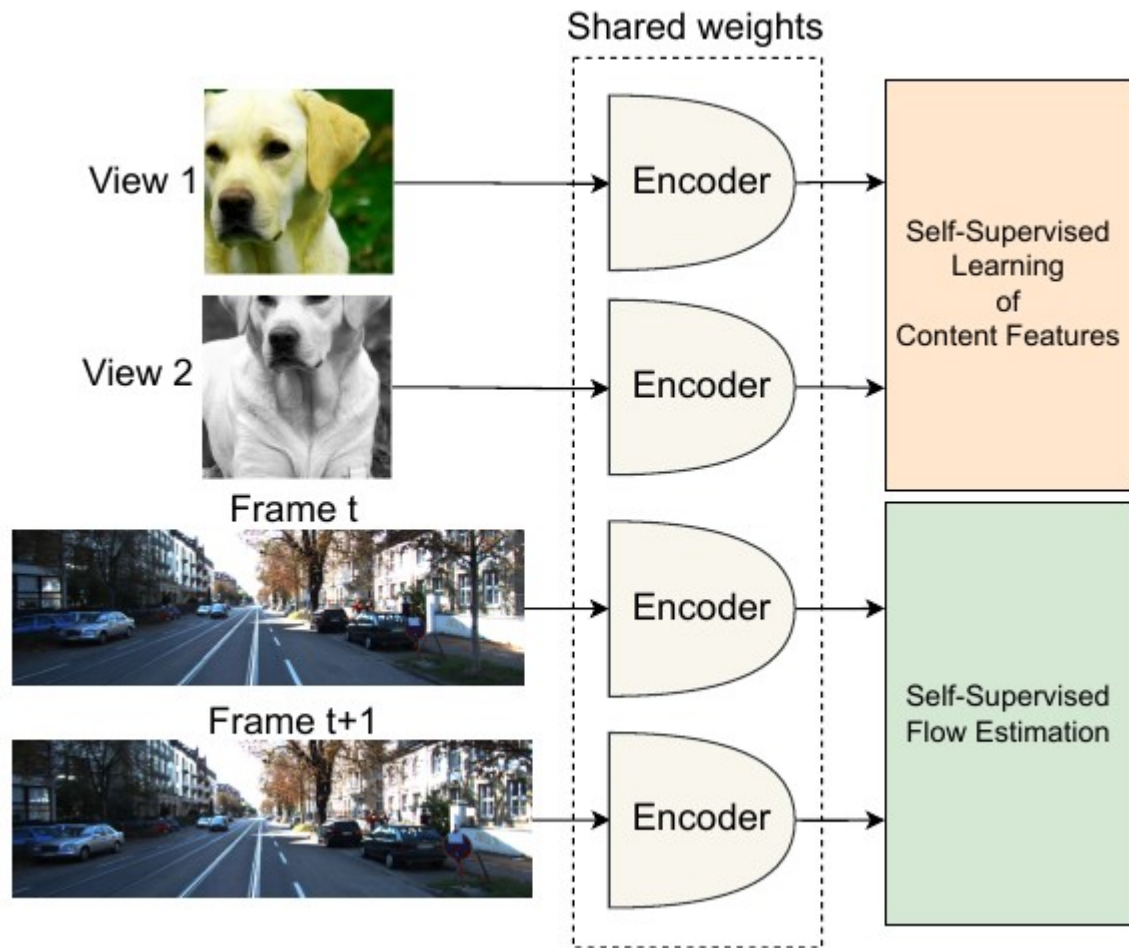 Shared weights
View 1
Encoder
View 2
Encoder
Self-Supervised
Learning
of
Content Features
Frame t
Encoder
Frame t+1
Encoder
Self-Supervised
Flow Estimation